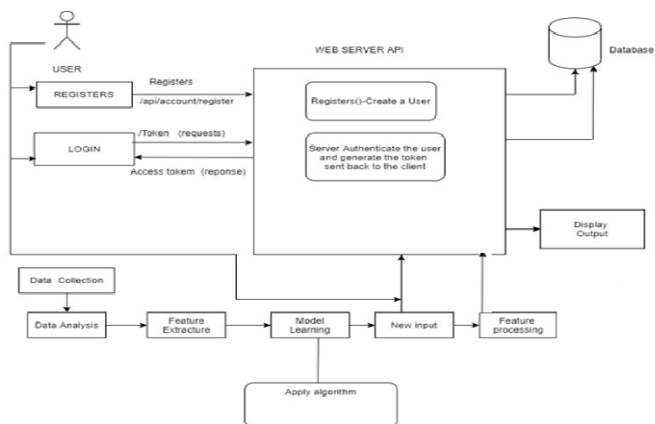 WEB SERVER API
Database
USER
REGISTERS
Registers
/api/account/register
Registers()-Create a User
LOGIN
/Token (requests)
Access tokem (reponse)
Server Authenticate the user
and generate the token
sent back to the client
Display
Output
Data Collection
Data Analysis
Feature
Extracture
Model
Learning
New input
Feature
processing
Apply algorithm